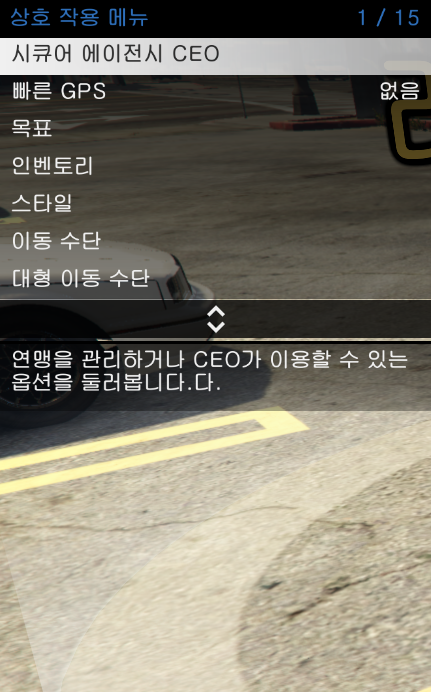 상호 작용 메뉴 1 / 15
시큐어 에이전시 CEO
빠른 GPS 없음
목표
인벤토리
스타일
이동 수단
대형 이동 수단
연맹을 관리하거나 CEO가 이용할 수 있는
옵션을 둘러봅니다.다.